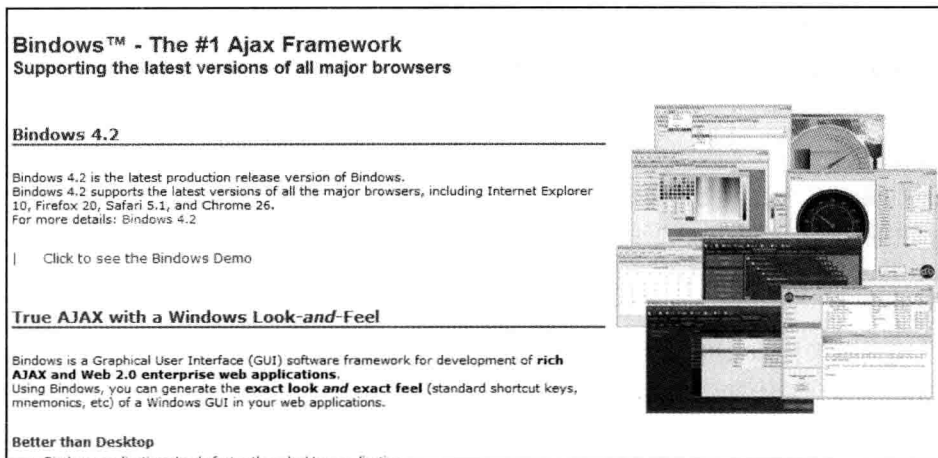 Bindows™ - The #1 Ajax Framework
Supporting the latest versions of all major browsers
Bindows 4.2
Bindows 4.2 is the latest production release version of Bindows.
Bindows 4.2 supports the latest versions of all the major browsers, including Internet Explorer
10, Firefox 20, Safari 5.1, and Chrome 26.
For more details: Bindows 4.2
| Click to see the Bindows Demo
True AJAX with a Windows Look-and-Feel
Bindows is a Graphical User Interface (GUI) software framework for development of rich
AJAX and Web 2.0 enterprise web applications.
Using Bindows, you can generate the exact look and exact feel (standard shortcut keys,
mnemonics, etc) of a Windows GUI in your web applications.
Better than Desktop